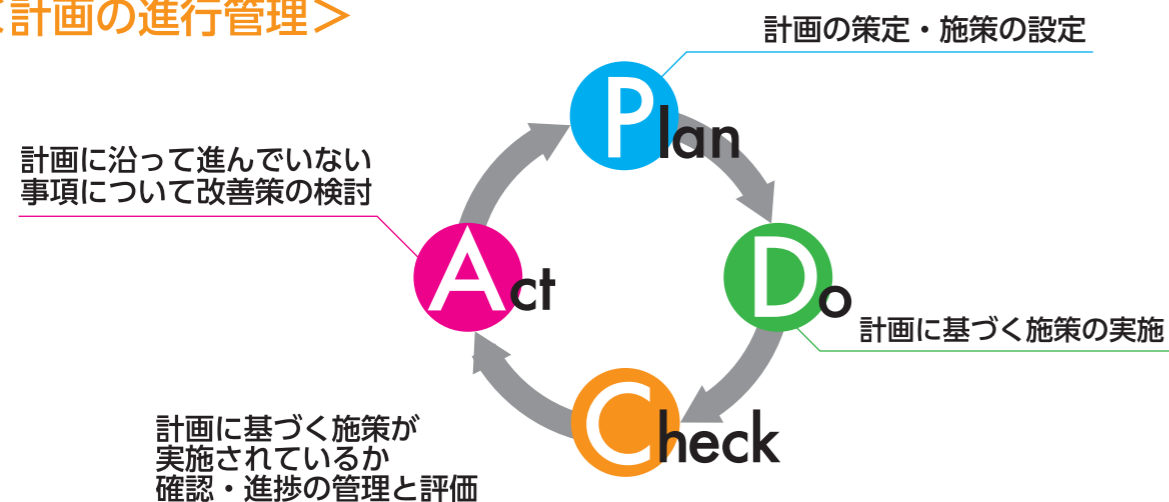 ＜計画の進行管理＞
計画の策定・施策の設定
Plan
計画に沿って進んでいない
事項について改善策の検討
Act
Do
計画に基づく施策の実施
Check
計画に基づく施策が
実施されているか
確認・進捗の管理と評価